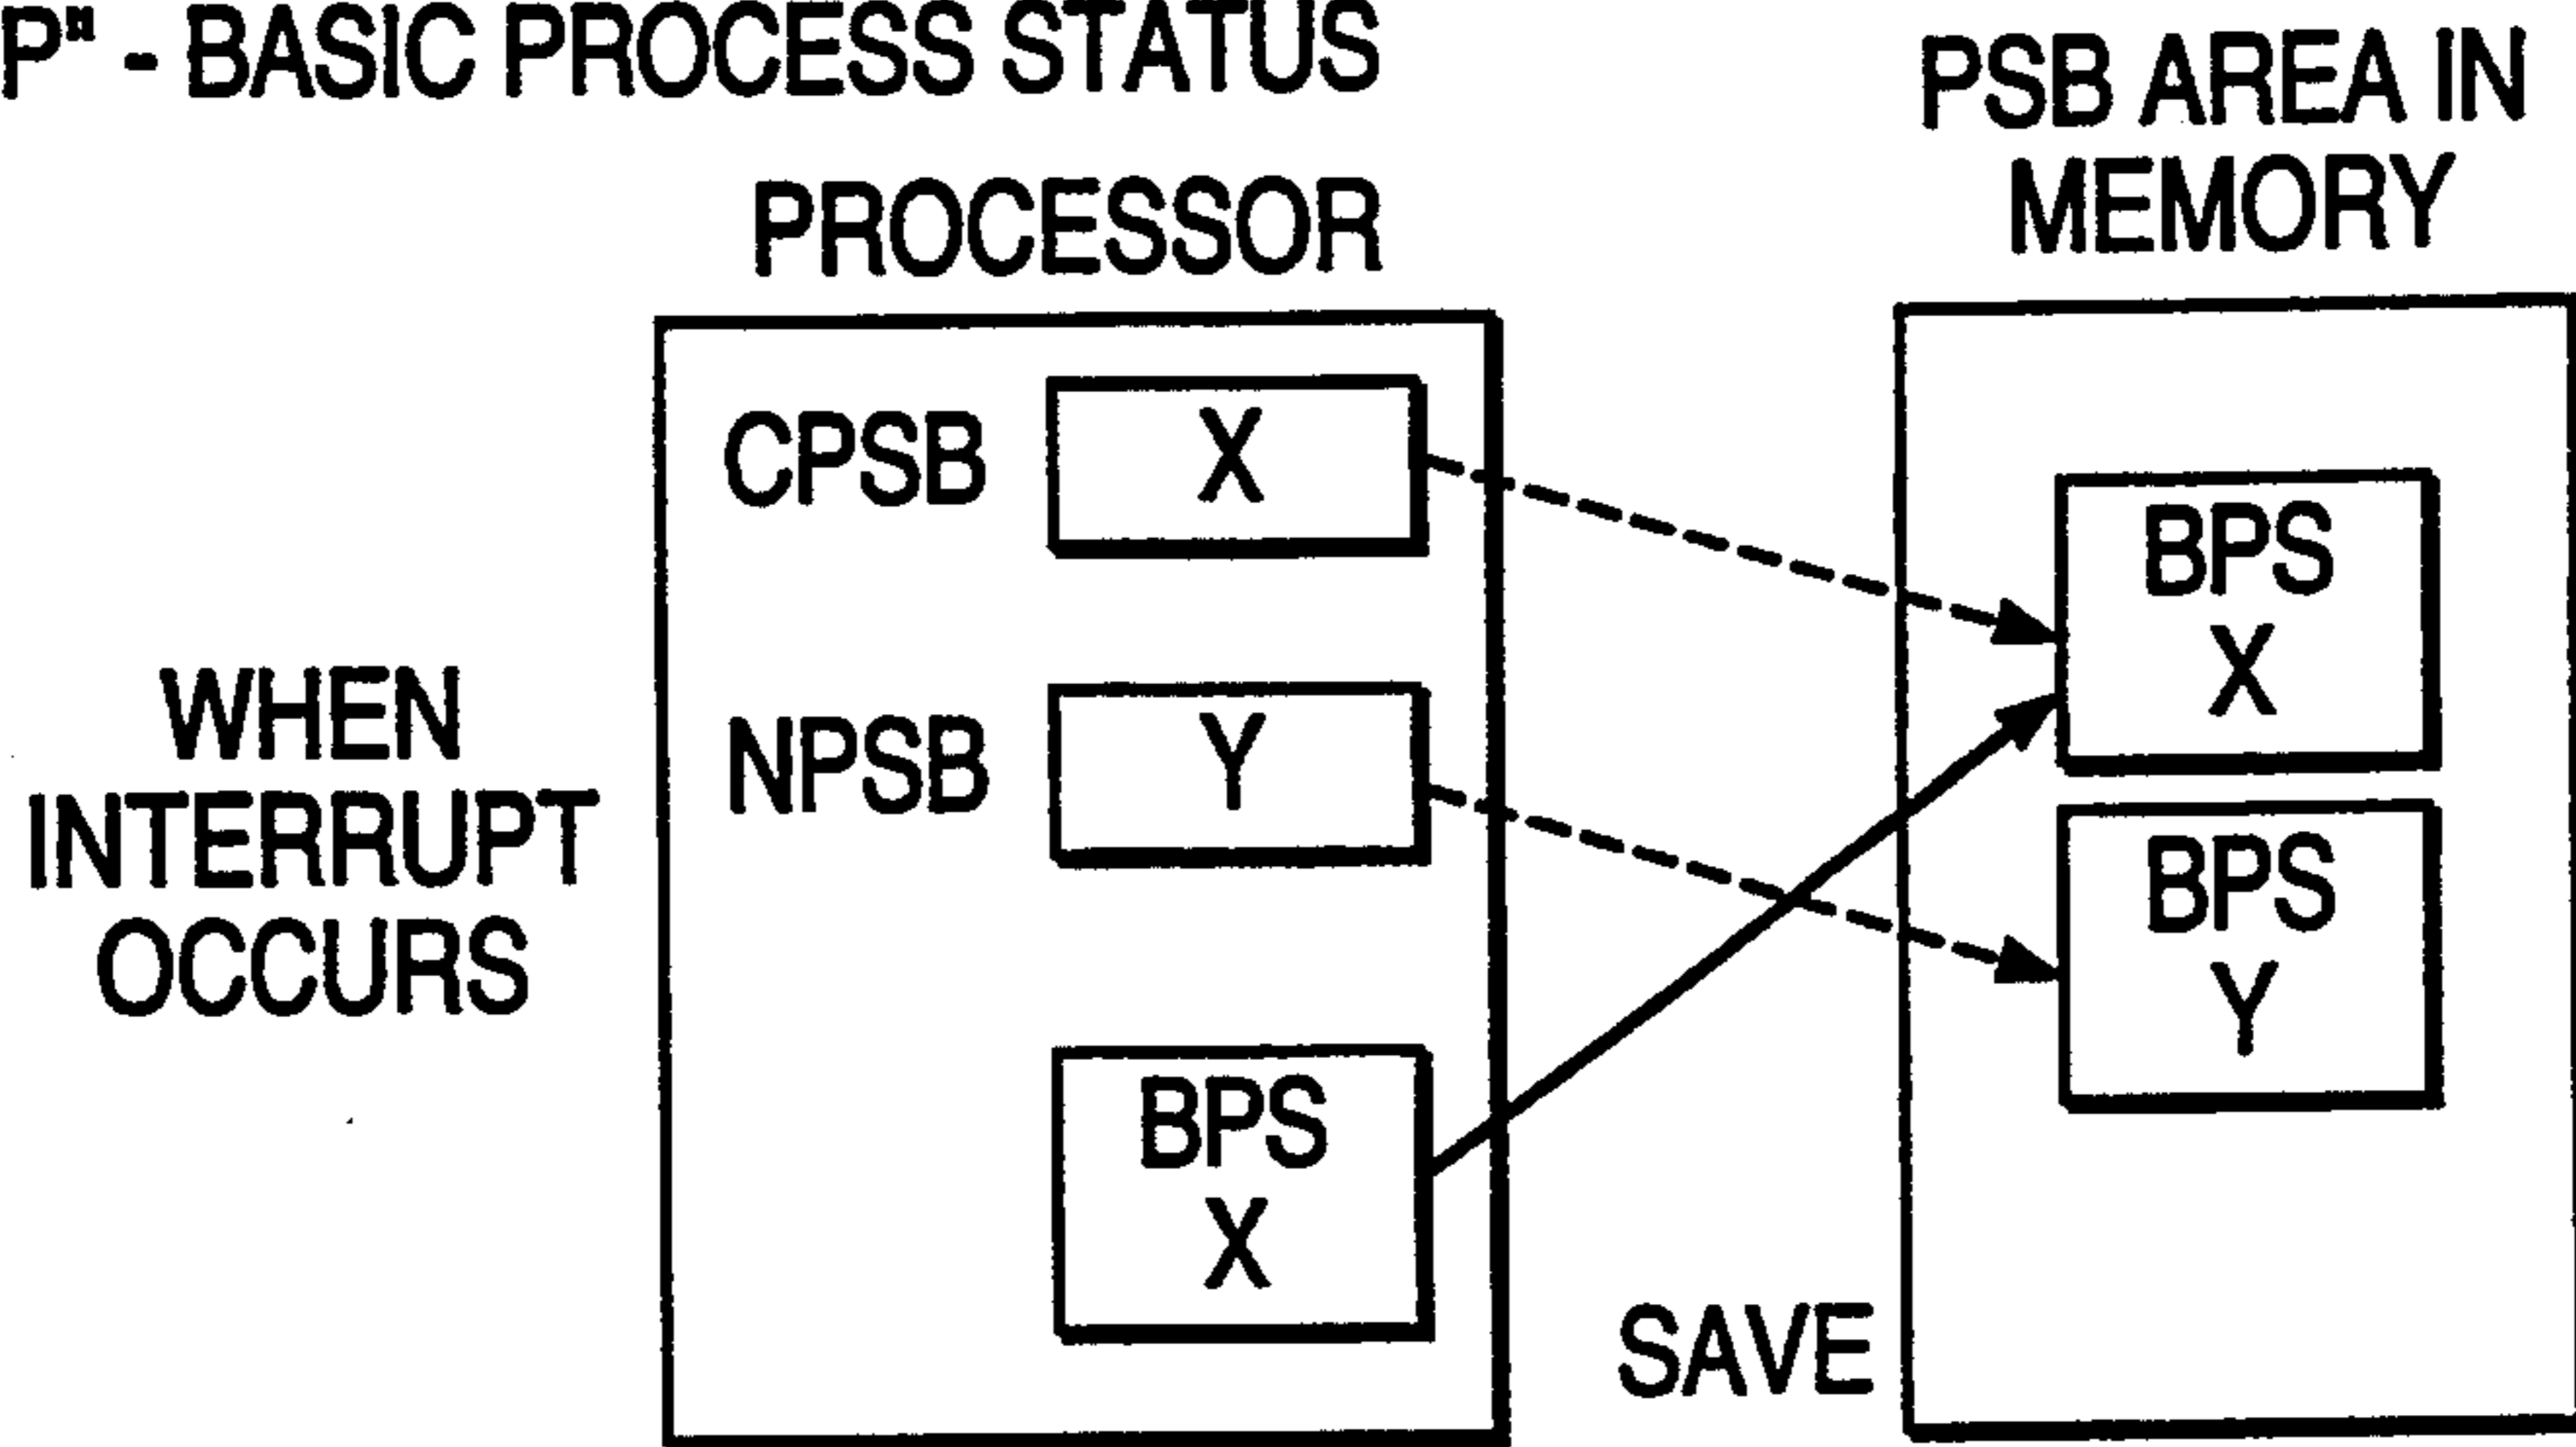 P" - BASIC PROCESS STATUS
PROCESSOR
PSB AREA IN
MEMORY
WHEN
INTERRUPT
OCCURS
CPSB
X
NPSB
Y
BPS
X
BPS
X
BPS
Y
SAVE